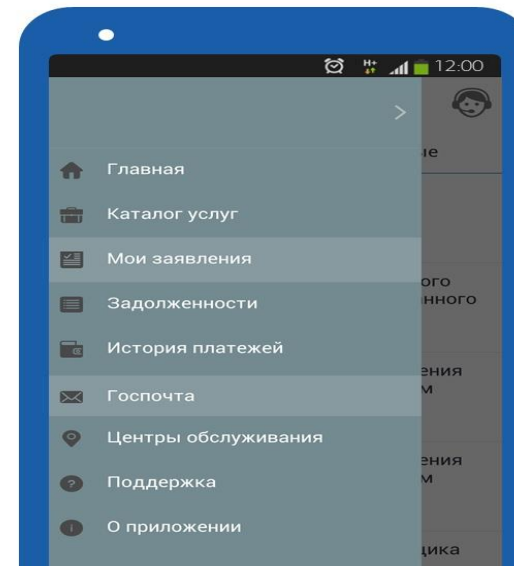 12:00
Главная
Каталог услуг
Мои заявления
Задолженности
История платежей
Госпочта
Центры обслуживания
Поддержка
О приложении